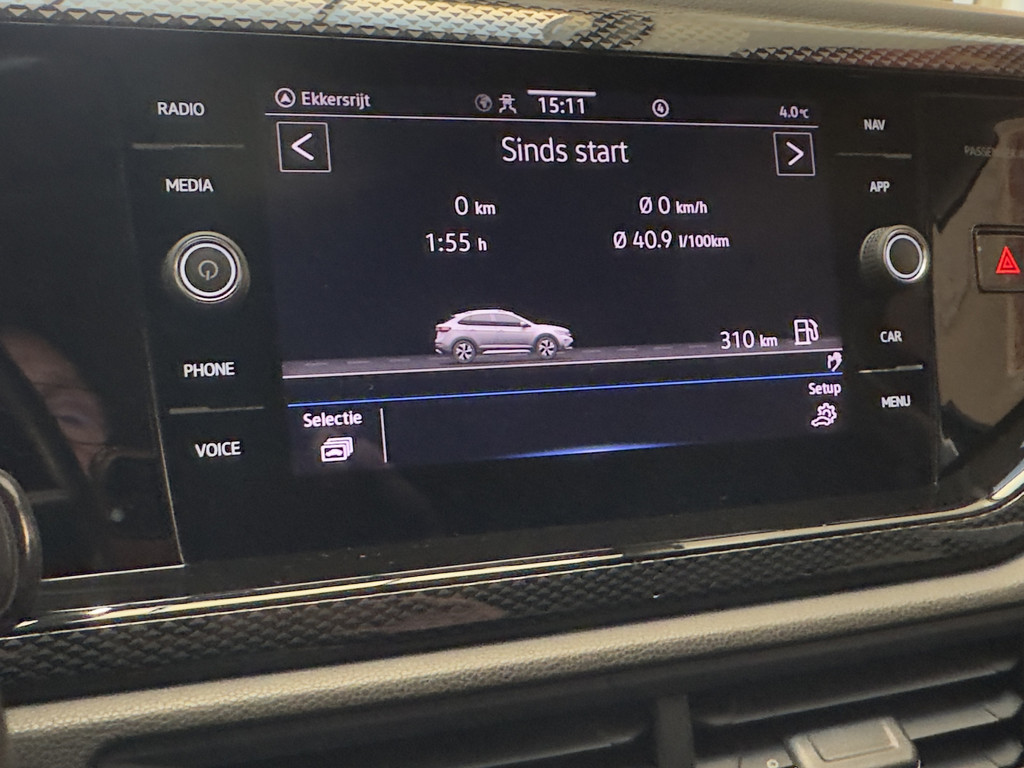 RADIO
MEDIA
PHONE
VOICE
Ekkersrijt
15:11
4
4.0°C
Sinds start
0 km
Ø 0 km/h
1:55 h
Ø 40.9 l/100km
310 km
Selectie
Setup
NAV
APP
CAR
MENU